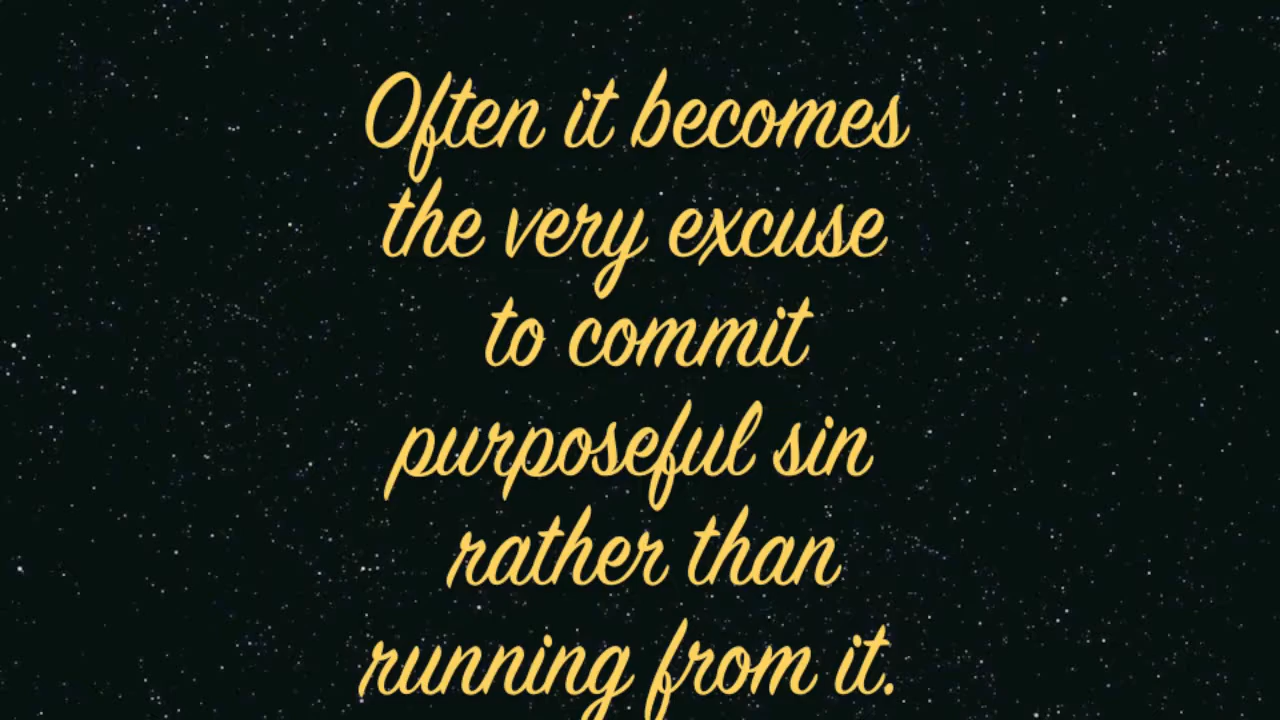 Often it becomes
the very excuse
to commit
purposeful sin
rather than
running from it.